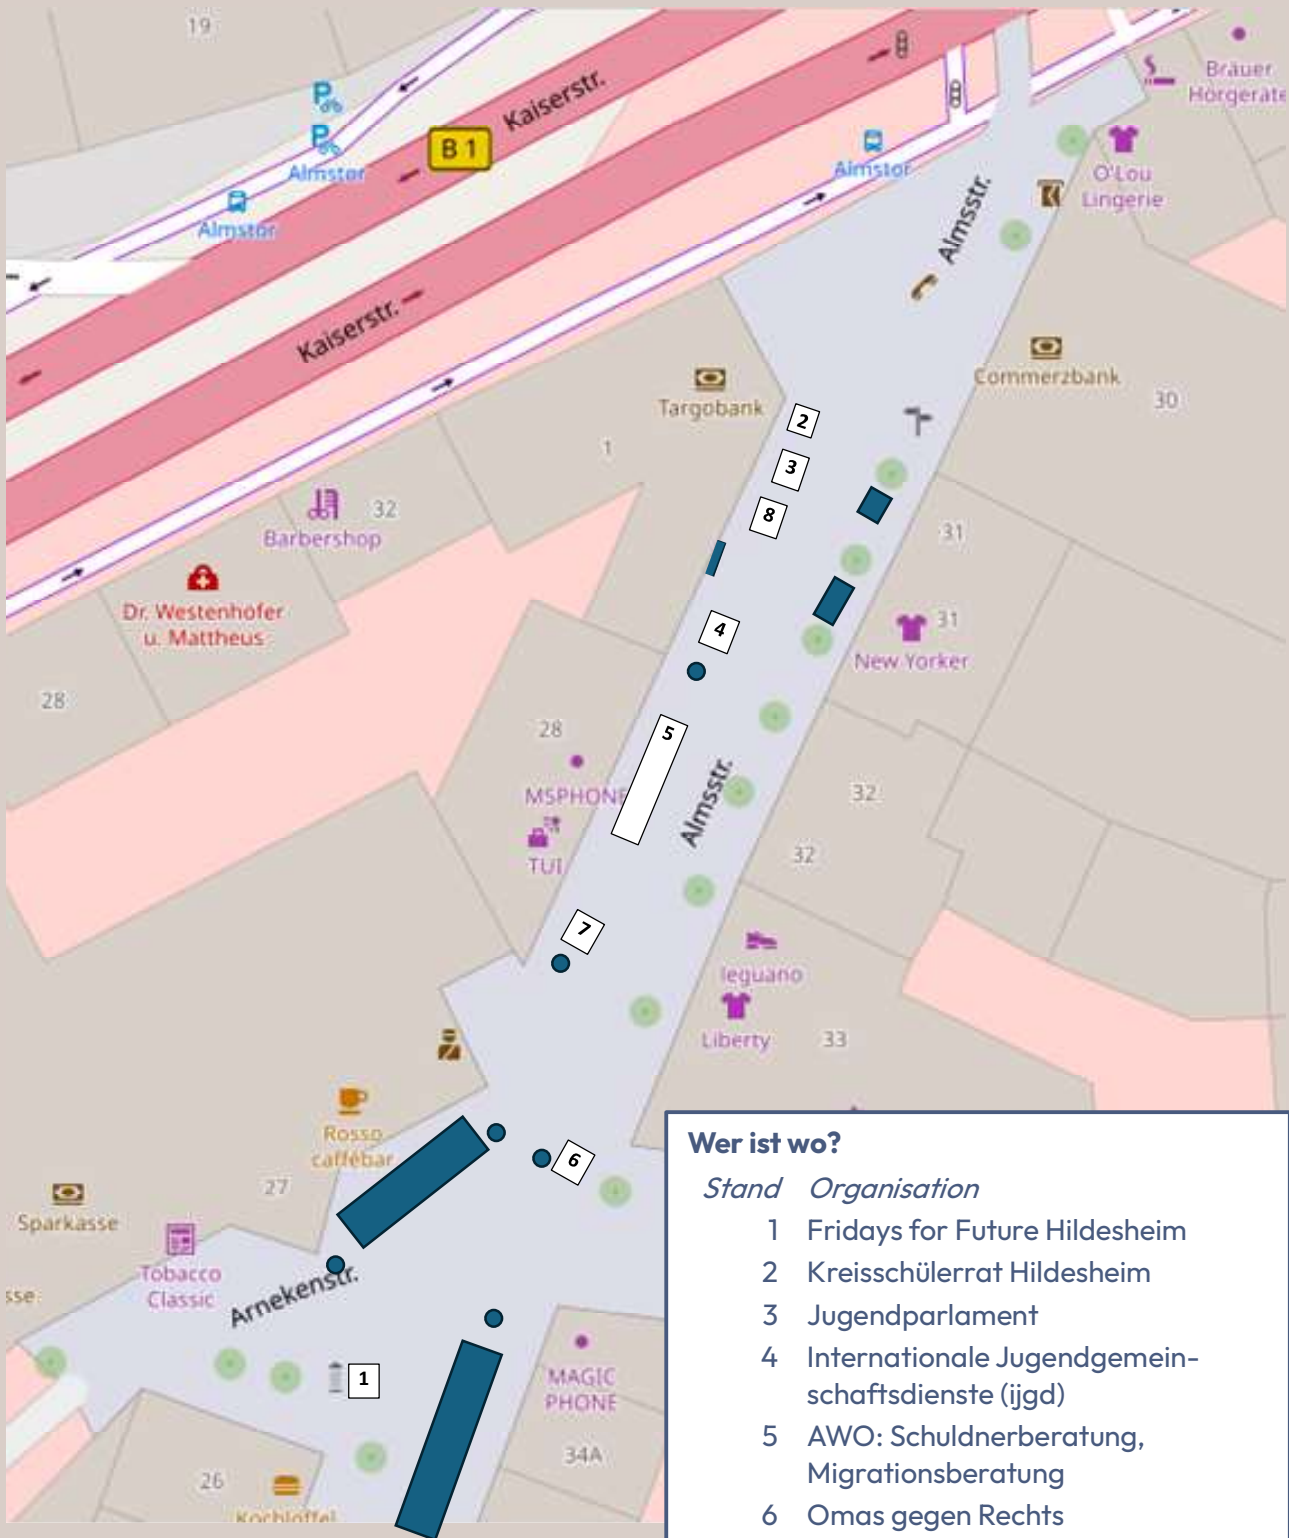 19
Kaiserstr.
B 1
Almstor
Almstor
Almstor
Bräuer
Hörgeräte
O'Lou
Lingerie
Almsstr.
Kaiserstr.
Targobank
Commerzbank
30
1
2
3
8
32
Barbershop
31
Dr. Westenhöfer
u. Mattheus
4
31
New Yorker
28
28
5
MSPHONE
TUI
Almsstr.
32
32
7
leguano
Liberty
33
Rosso
caffébar
27
6
Sparkasse
Tobacco
Classic
sse
Arnekenstr.
1
MAGIC
PHONE
34A
26
Kochlöffel
Wer ist wo?
Stand Organisation
1 Fridays for Future Hildesheim
2 Kreisschülerrat Hildesheim
3 Jugendparlament
4 Internationale Jugendgemein-
schaftsdienste (ijgd)
5 AWO: Schuldnerberatung,
Migrationsberatung
6 Omas gegen Rechts